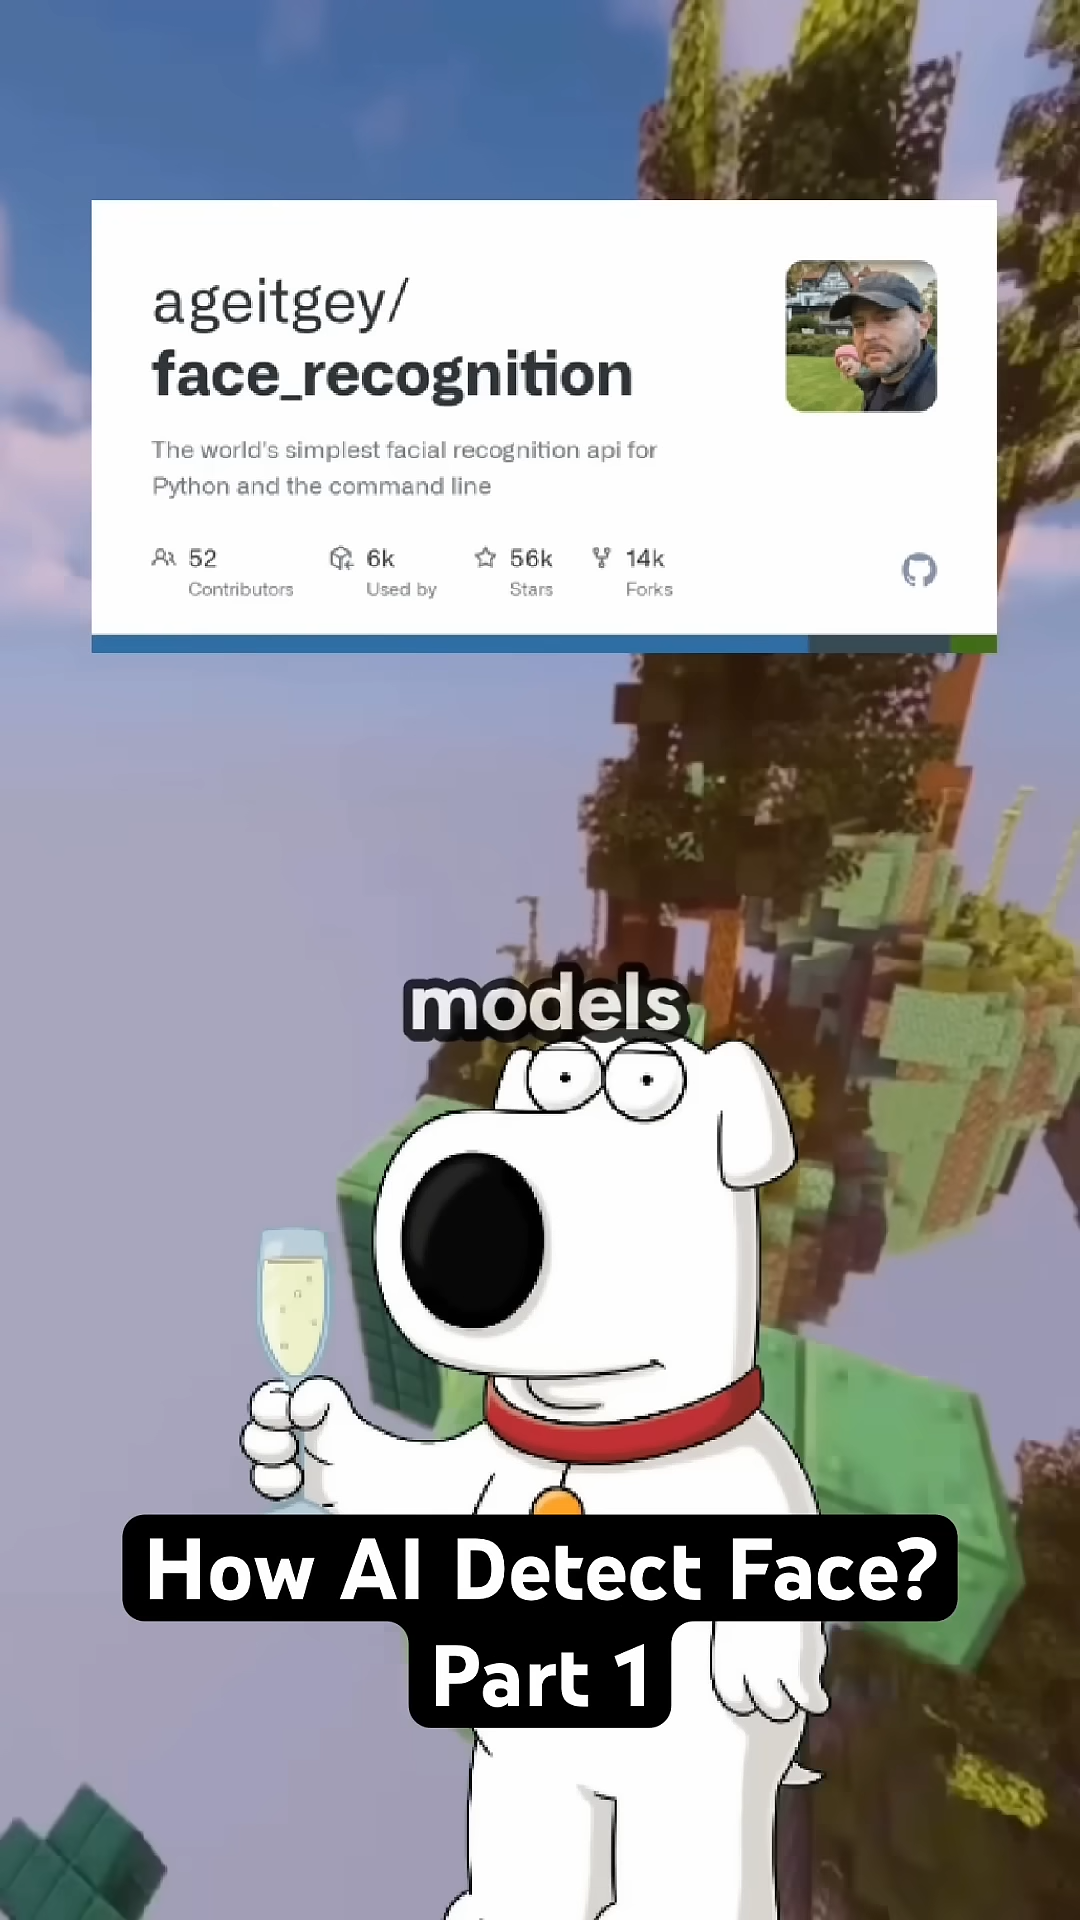 ageitgey/
face_recognition
The world's simplest facial recognition api for
Python and the command line
52 6k 56k 14k
Contributors Used by Stars Forks
models
How AI Detect Face?
Part 1